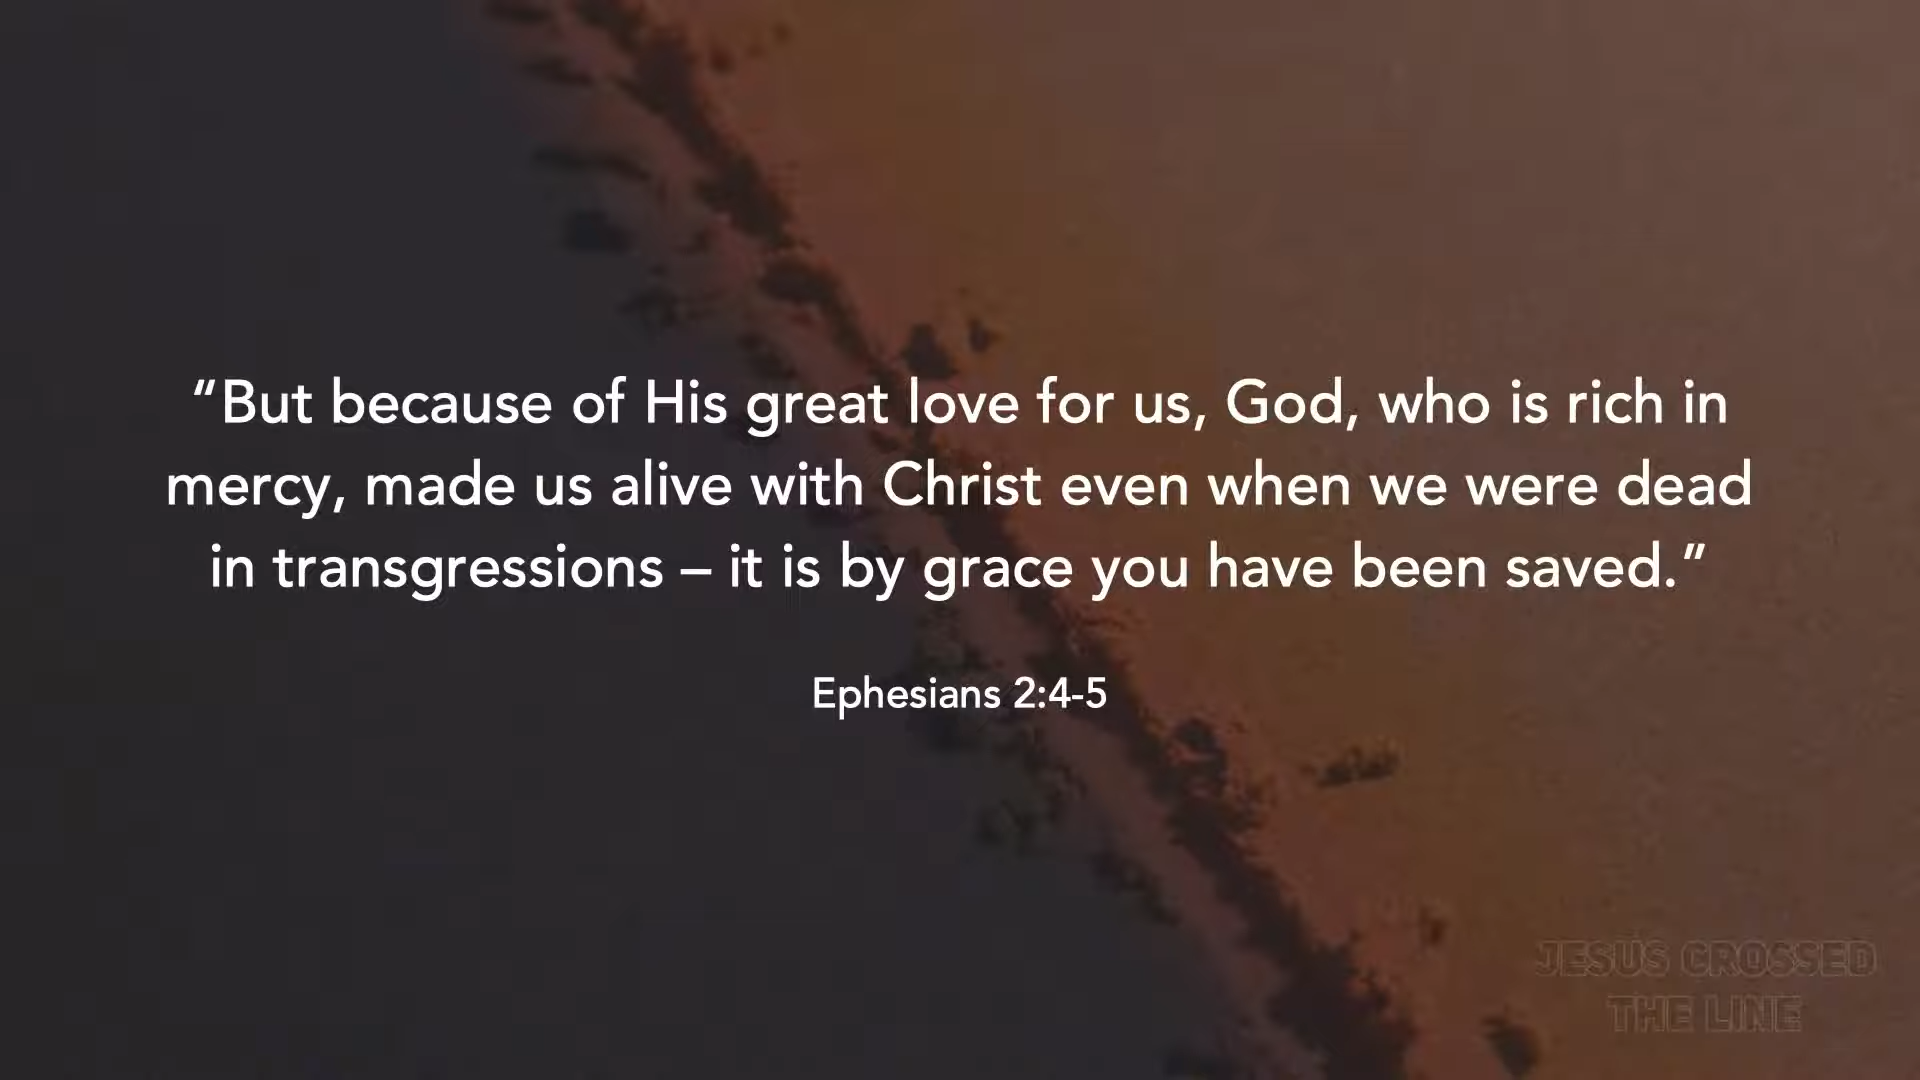 “But because of His great love for us, God, who is rich in
mercy, made us alive with Christ even when we were dead
in transgressions – it is by grace you have been saved.”
Ephesians 2:4-5
JESUS CROSSED
THE LINE